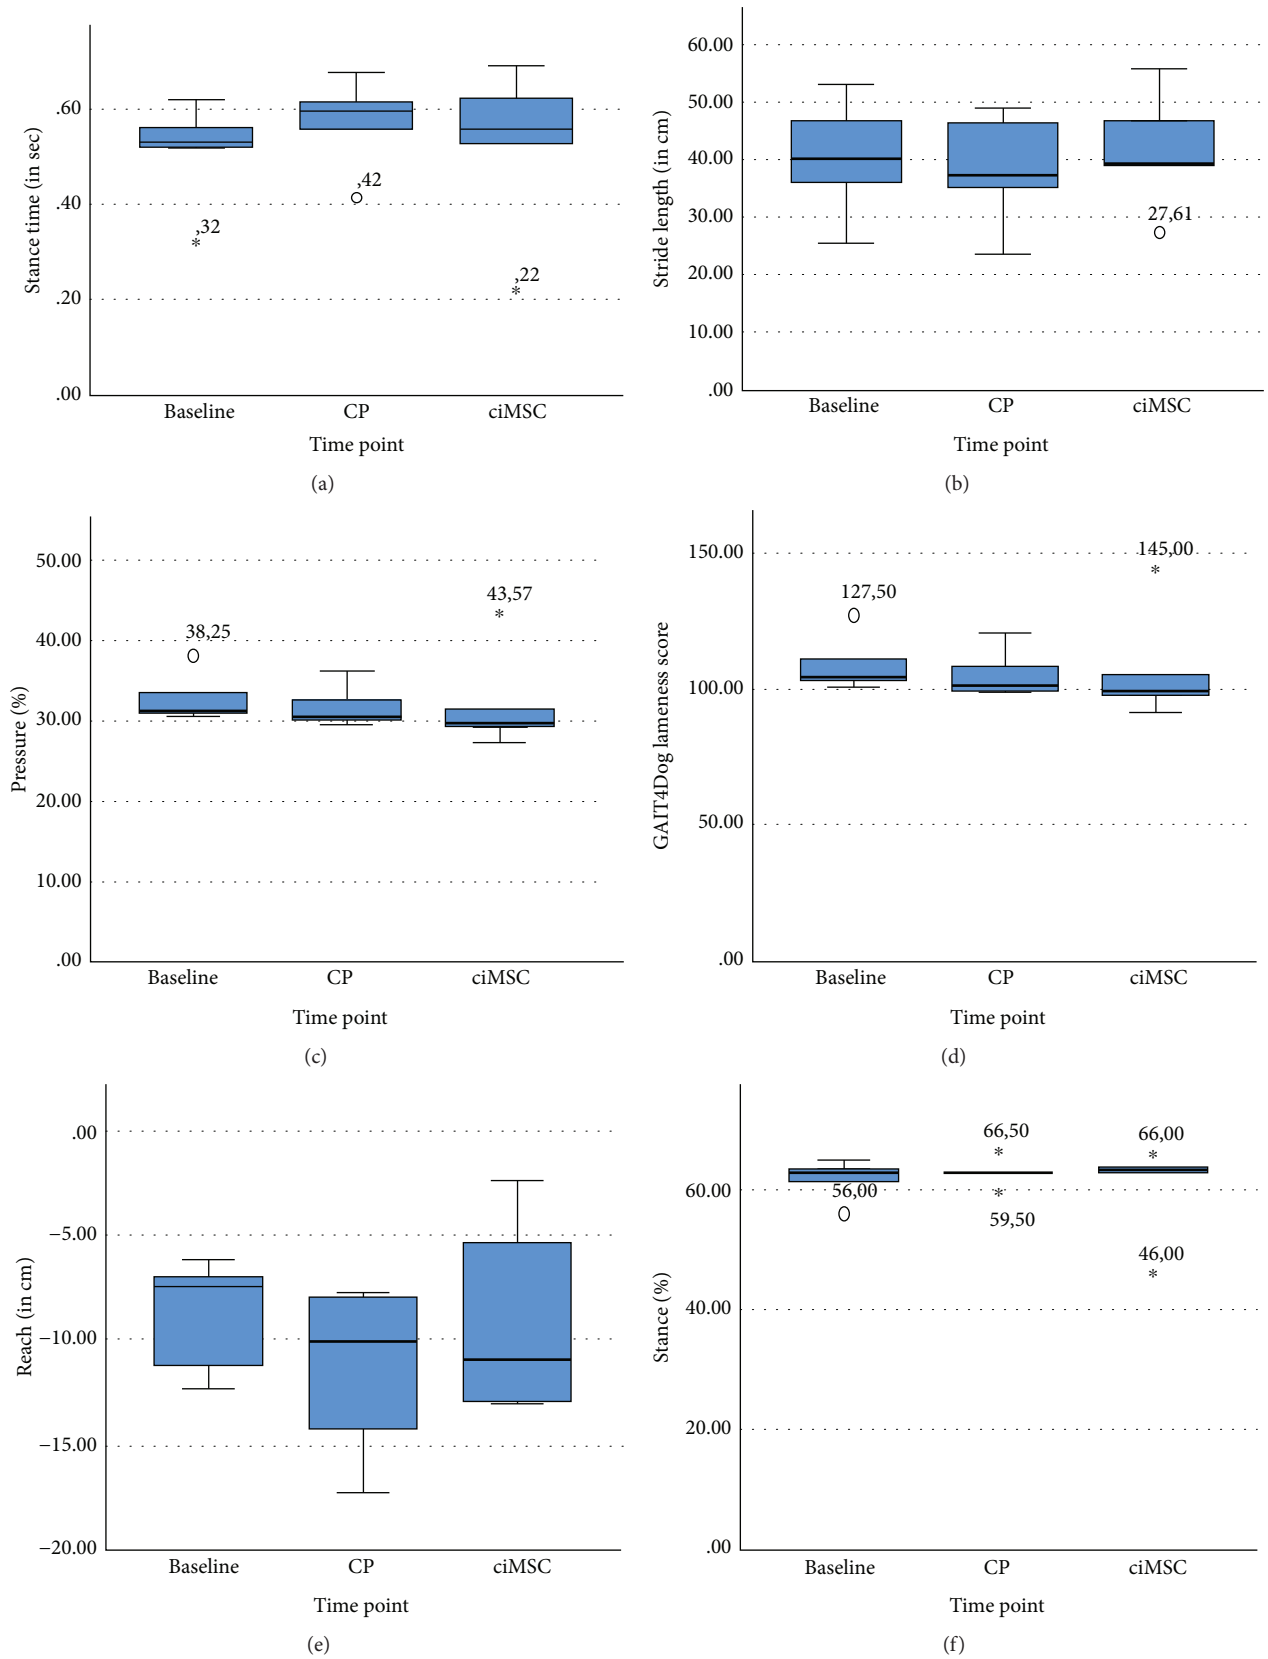 .60
.40
.20
.00
Stance time (in sec)
,32
,42
,22
Baseline CP ciMSC
Time point
(a)
60.00
50.00
40.00
30.00
20.00
10.00
.00
Stride length (in cm)
27,61
Baseline CP ciMSC
Time point
(b)
50.00
40.00
30.00
20.00
10.00
.00
Pressure (%)
38,25
43,57
Baseline CP ciMSC
Time point
(c)
150.00
100.00
50.00
.00
GAIT4Dog lameness score
127,50
145,00
Baseline CP ciMSC
Time point
(d)
.00
−5.00
−10.00
−15.00
−20.00
Reach (in cm)
Baseline CP ciMSC
Time point
(e)
60.00
40.00
20.00
.00
Stance (%)
56,00
66,50
59,50
66,00
46,00
Baseline CP ciMSC
Time point
(f)